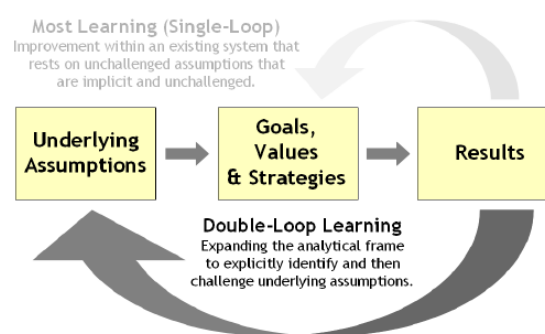 Most Learning (Single-Loop)
Improvement within an existing system that
rests on unchallenged assumptions that
are implicit and unchallenged.
Underlying
Assumptions
Goals,
Values
& Strategies
Results
Double-Loop Learning
Expanding the analytical frame
to explicitly identify and then
challenge underlying assumptions.